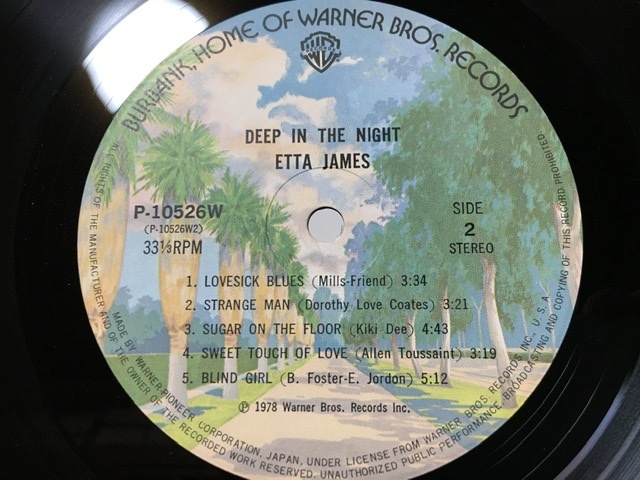 BURBANK, HOME OF WARNER BROS. RECORDS
DEEP IN THE NIGHT
ETTA JAMES
P-10526W
(P-10526W2)
33⅓RPM
SIDE
2
STEREO
1. LOVESICK BLUES (Mills-Friend) 3:34
2. STRANGE MAN (Dorothy Love Coates) 3:21
3. SUGAR ON THE FLOOR (Kiki Dee) 4:43
4. SWEET TOUCH OF LOVE (Allen Toussaint) 3:19
5. BLIND GIRL (B. Foster-E. Jordon) 5:12
℗ 1978 Warner Bros. Records Inc.
MADE BY WARNER-PIONEER CORPORATION, JAPAN, UNDER LICENSE FROM WARNER BROS. RECORDS INC., U.S.A.
ALL RIGHTS OF THE MANUFACTURER AND OF THE OWNER OF THE RECORDED WORK RESERVED. UNAUTHORIZED PUBLIC PERFORMANCE, BROADCASTING AND COPYING OF THIS RECORD PROHIBITED.